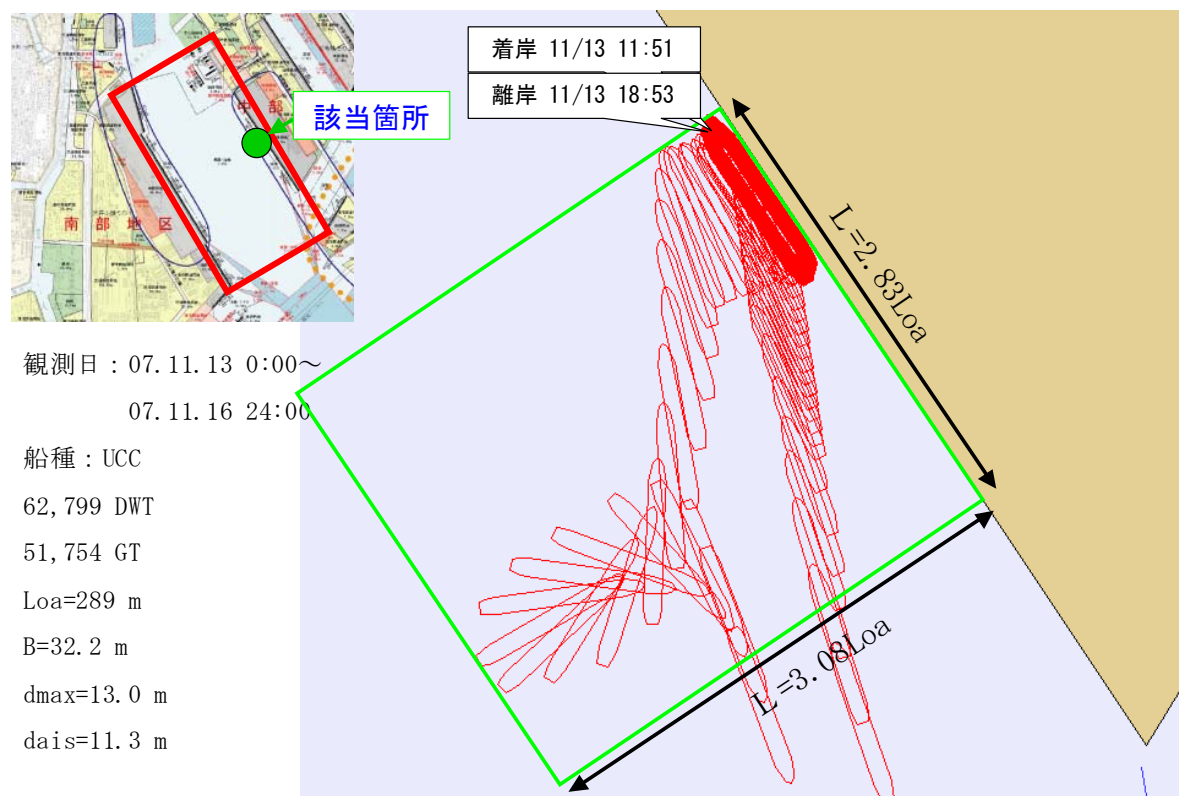 着岸 11/13 11:51
離岸 11/13 18:53
該当箇所
中部
南部地区
L=2.83Loa
L=3.08Loa
観測日:07.11.13 0:00~
07.11.16 24:00
船種:UCC
62,799 DWT
51,754 GT
Loa=289 m
B=32.2 m
dmax=13.0 m
dais=11.3 m